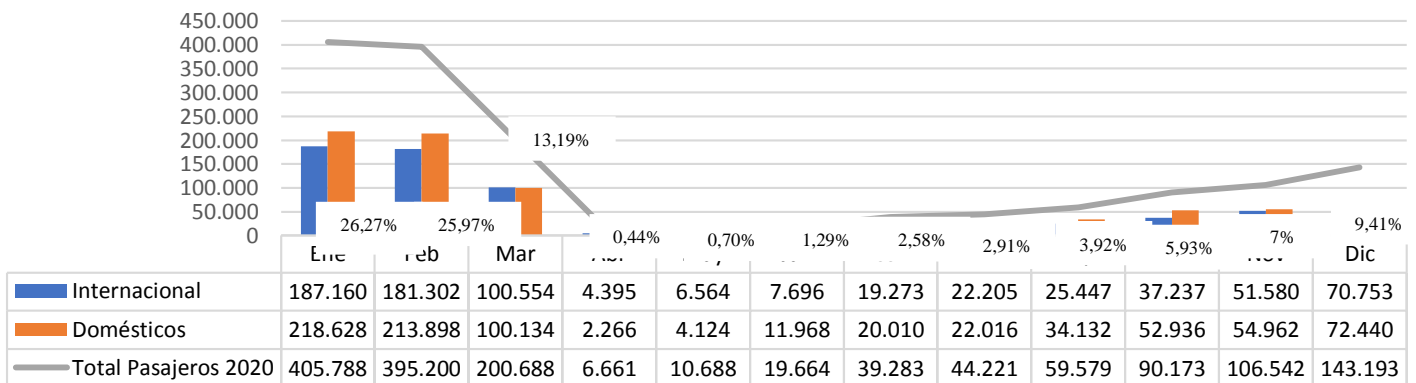 450.000
400.000
350.000
300.000
250.000
200.000
150.000
100.000
50.000
0
13,19%
26,27% 25,97% 0,44% 0,70% 1,29% 2,58% 2,91% 3,92% 5,93% 7% 9,41%
Ene Feb Mar Abr Nov Dic
Internacional 187.160 181.302 100.554 4.395 6.564 7.696 19.273 22.205 25.447 37.237 51.580 70.753
Domésticos 218.628 213.898 100.134 2.266 4.124 11.968 20.010 22.016 34.132 52.936 54.962 72.440
Total Pasajeros 2020 405.788 395.200 200.688 6.661 10.688 19.664 39.283 44.221 59.579 90.173 106.542 143.193